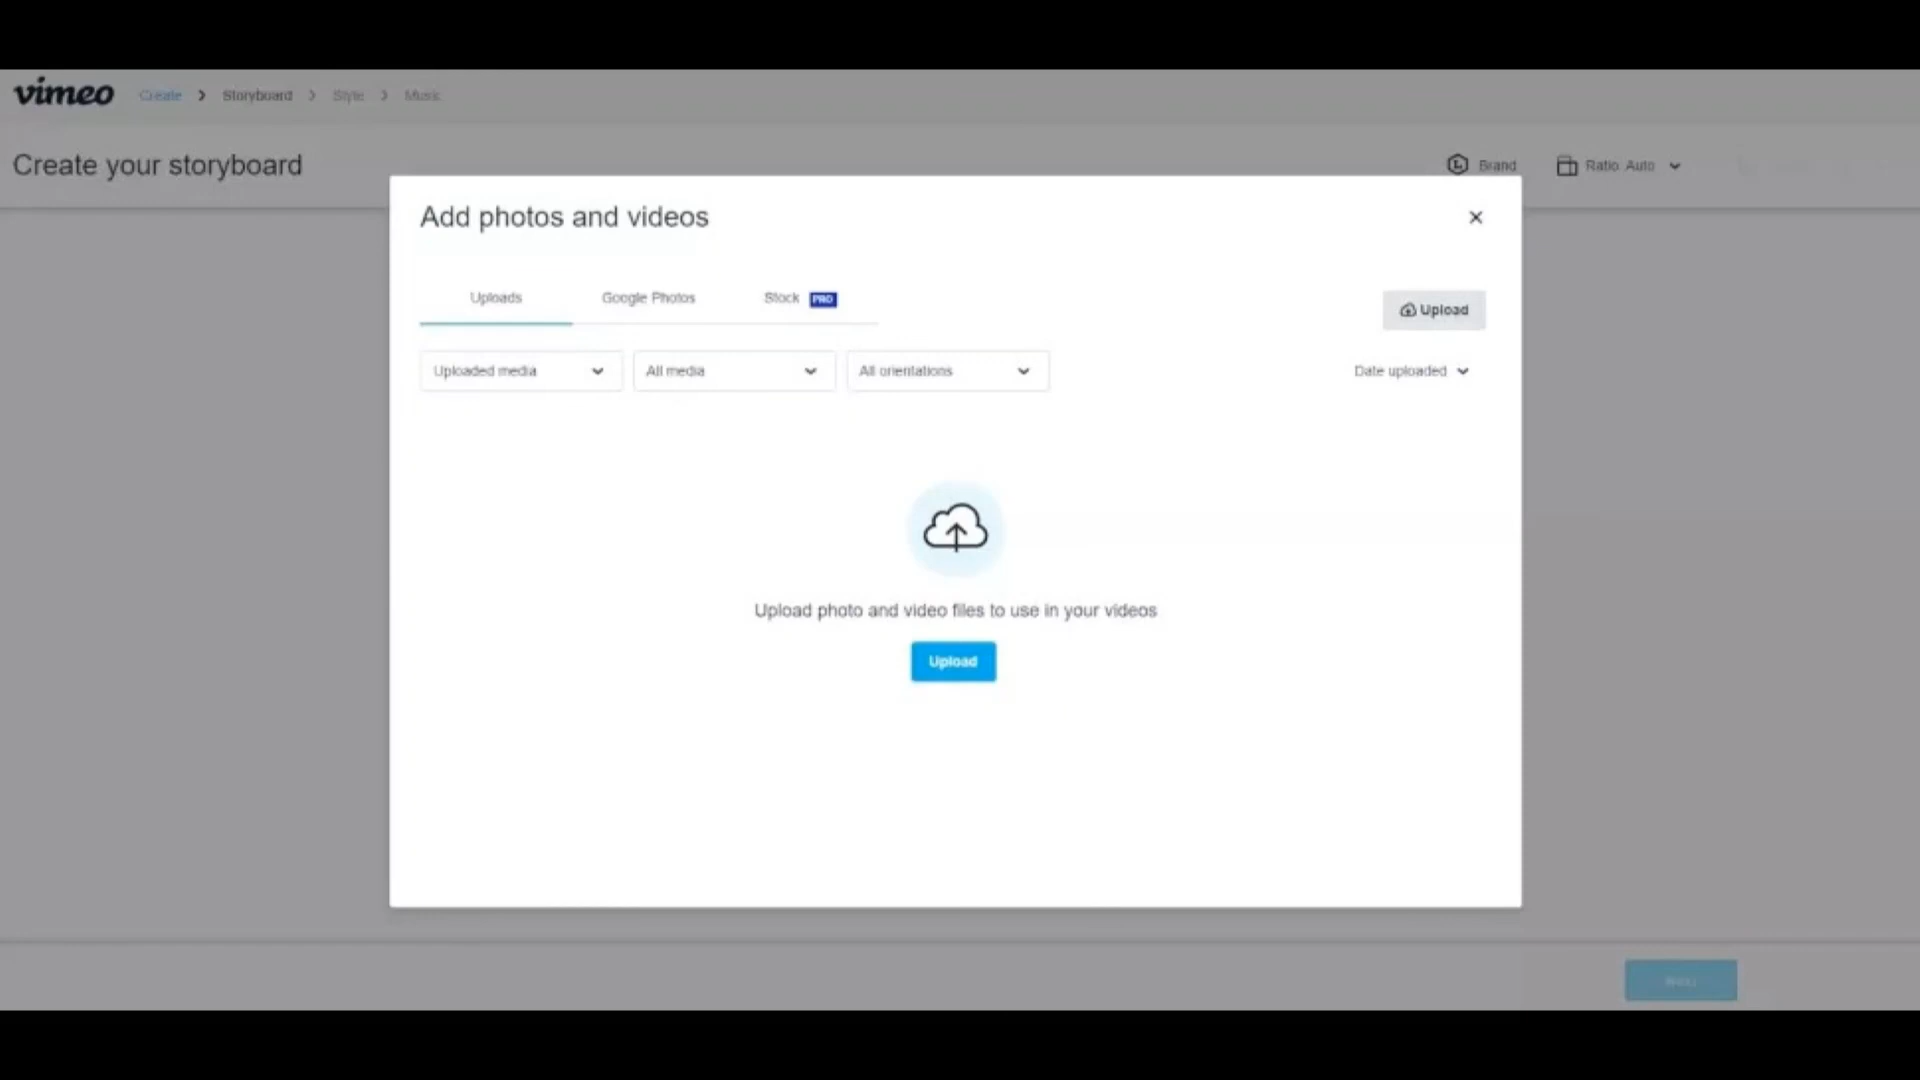 vimeo Create > Storyboard > Style > Music
Create your storyboard
Brand
Ratio Auto
Add photos and videos
Uploads
Google Photos
Stock PRO
Upload
Uploaded media
All media
All orientations
Date uploaded
Upload photo and video files to use in your videos
Upload